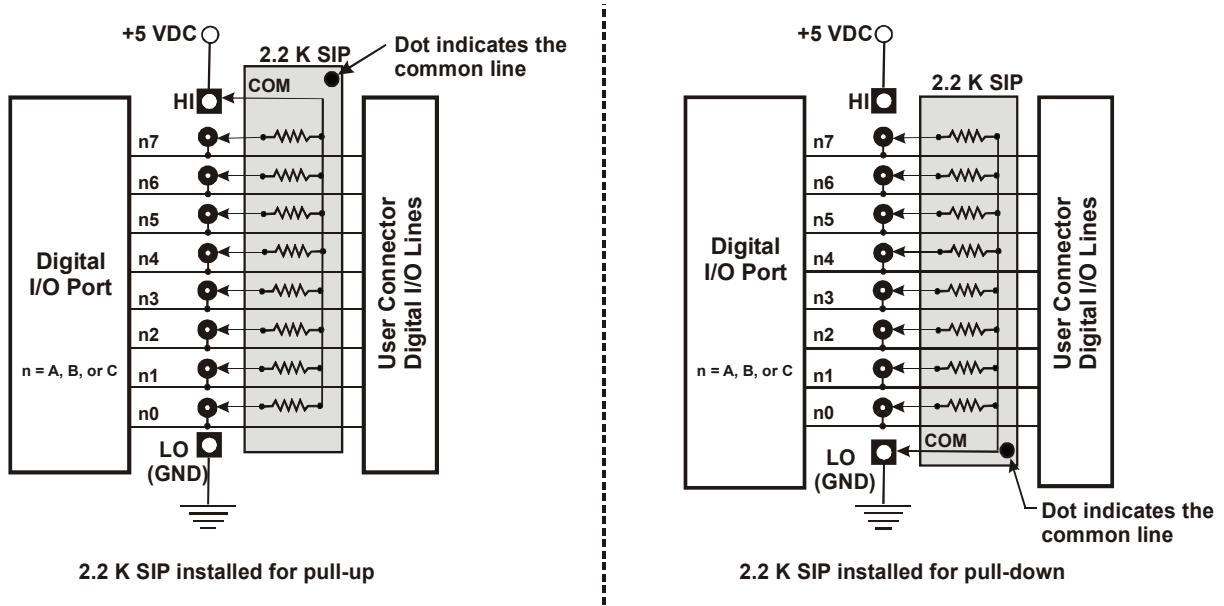 +5 VDC
2.2 K SIP
Dot indicates the
common line
COM
HI
n7
n6
n5
n4
n3
n2
n1
n0
Digital
I/O Port
n = A, B, or C
LO
(GND)
User Connector
Digital I/O Lines
2.2 K SIP installed for pull-up
+5 VDC
2.2 K SIP
HI
n7
n6
n5
n4
n3
n2
n1
n0
Digital
I/O Port
n = A, B, or C
COM
LO
(GND)
User Connector
Digital I/O Lines
Dot indicates the
common line
2.2 K SIP installed for pull-down